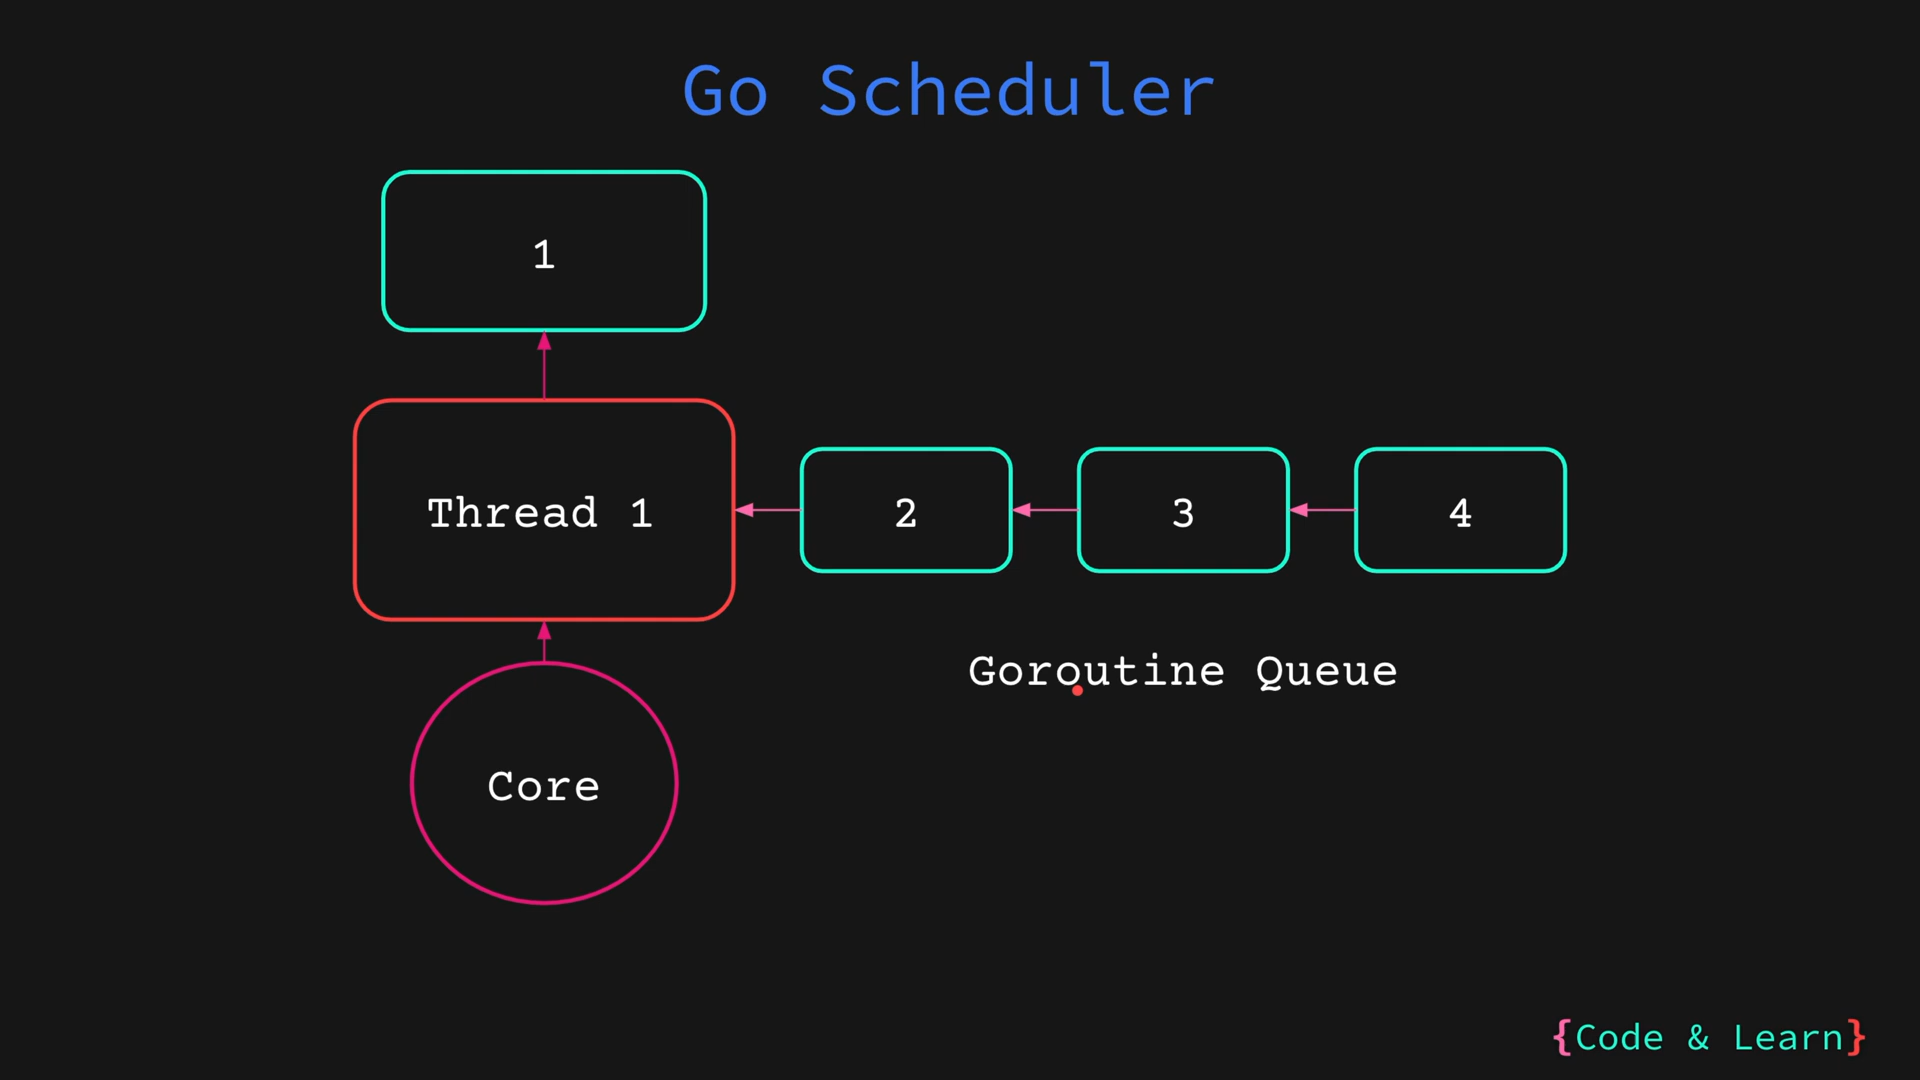 Go Scheduler
1
Thread 1
2
3
4
Goroutine Queue
Core
{Code & Learn}